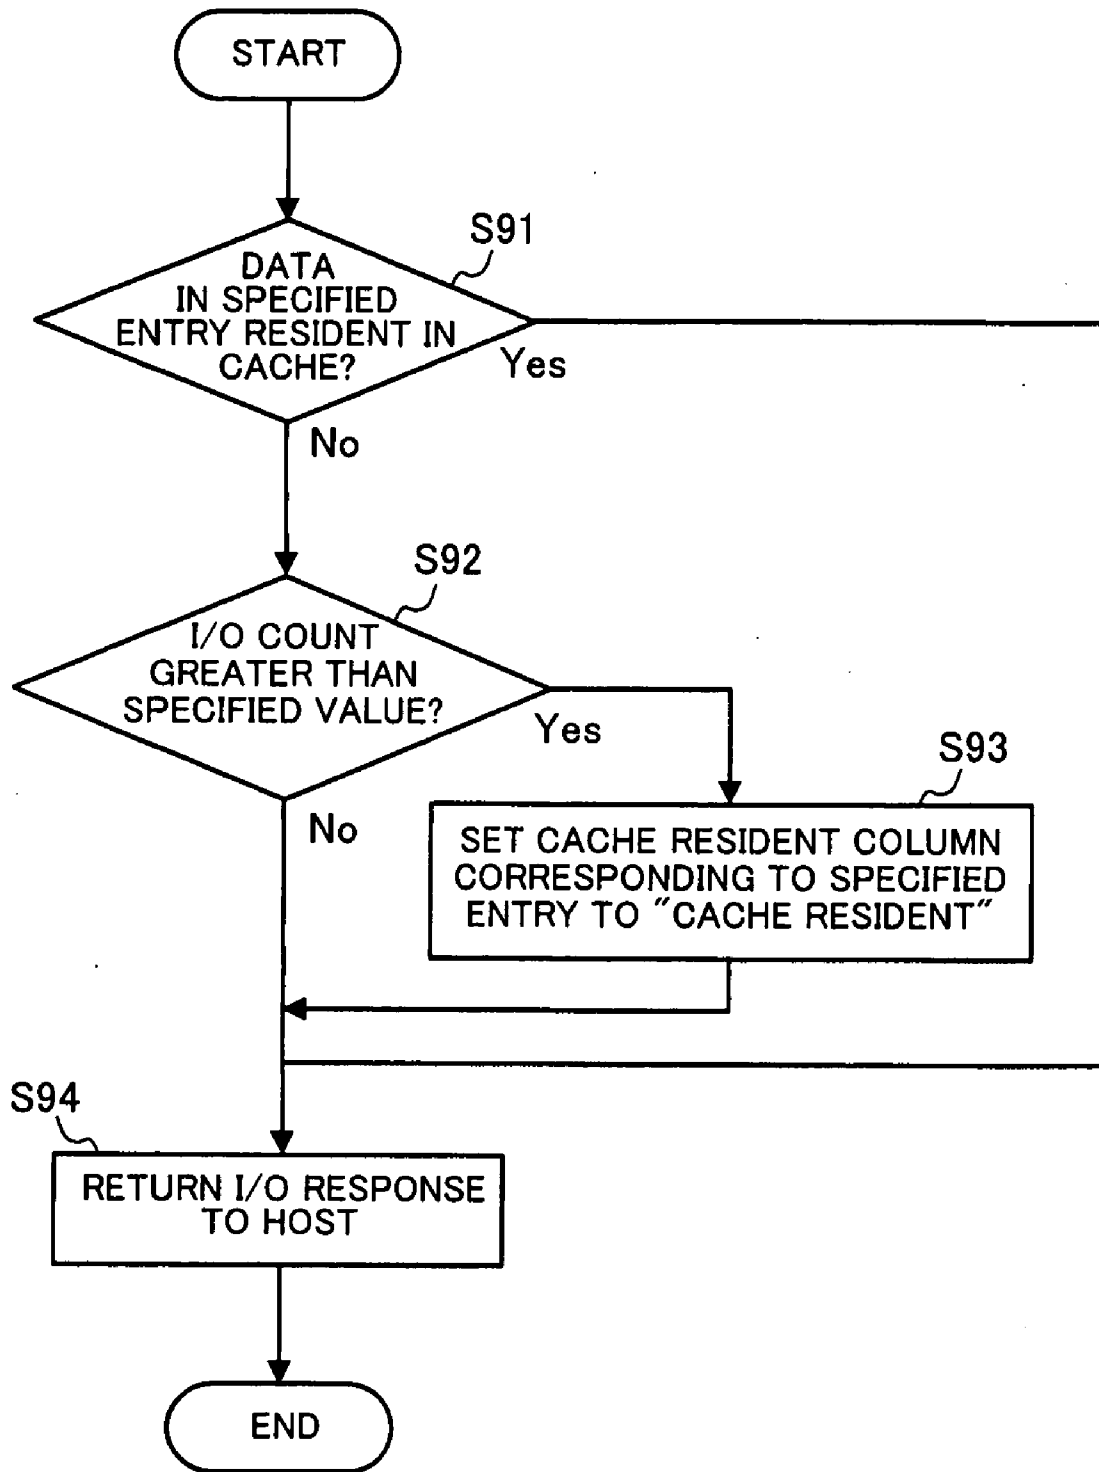 START
S91
DATA
IN SPECIFIED
ENTRY RESIDENT IN
CACHE?
Yes
No
S92
I/O COUNT
GREATER THAN
SPECIFIED VALUE?
Yes
No
S93
SET CACHE RESIDENT COLUMN
CORRESPONDING TO SPECIFIED
ENTRY TO "CACHE RESIDENT"
S94
RETURN I/O RESPONSE
TO HOST
END